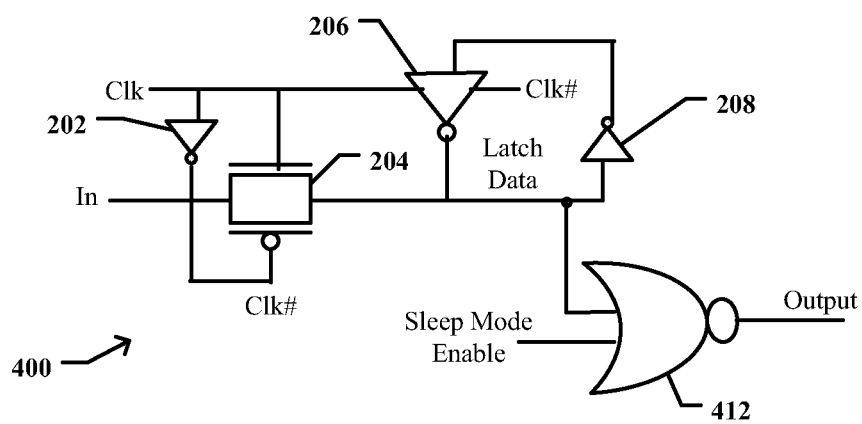 206
Clk
Clk#
202
208
204
Latch
Data
In
Clk#
Output
Sleep Mode
Enable
400
412